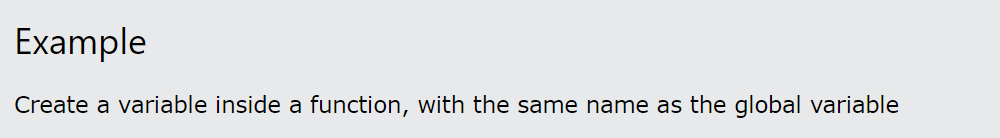 Example
Create a variable inside a function, with the same name as the global variable